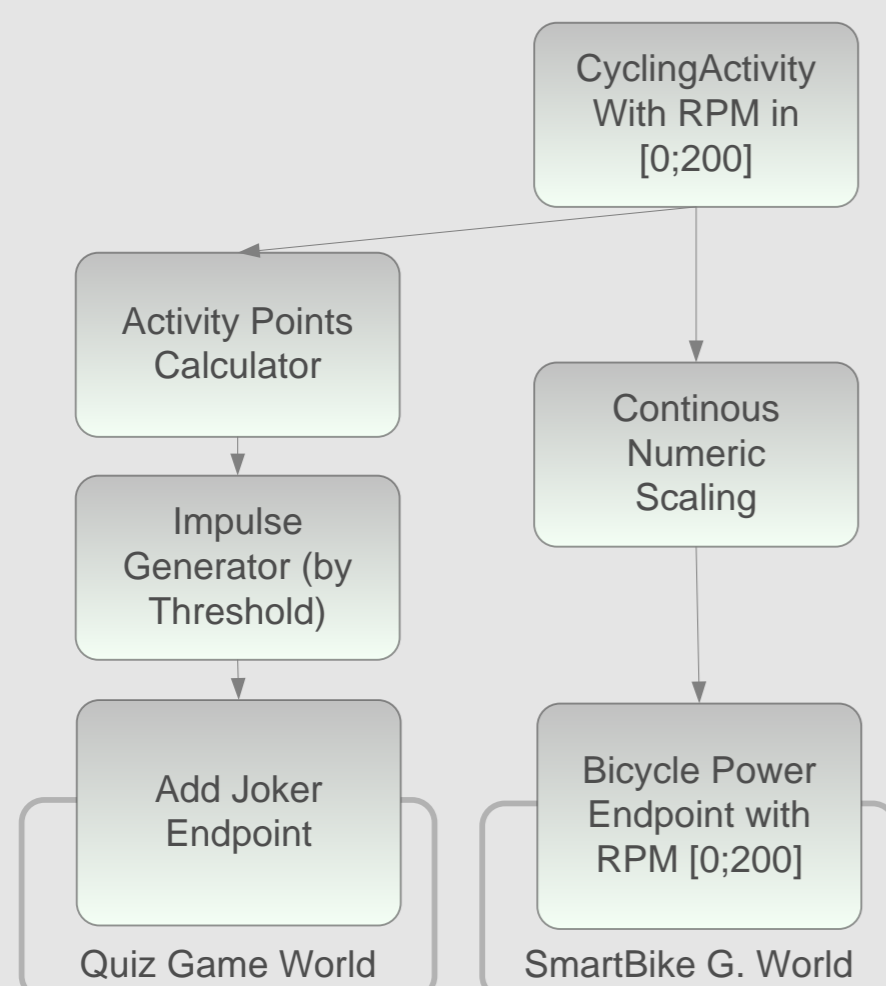 CyclingActivity
With RPM in
[0;200]
Activity Points
Calculator
Continous
Numeric
Scaling
Impulse
Generator (by
Threshold)
Add Joker
Endpoint
Bicycle Power
Endpoint with
RPM [0;200]
Quiz Game World
SmartBike G. World